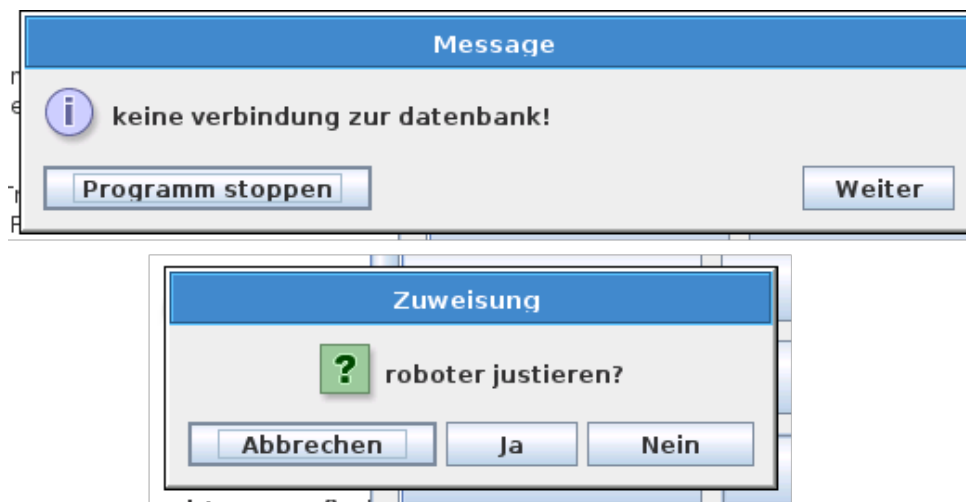 Message
keine verbindung zur datenbank!
Programm stoppen Weiter
Zuweisung
roboter justieren?
Abbrechen Ja Nein